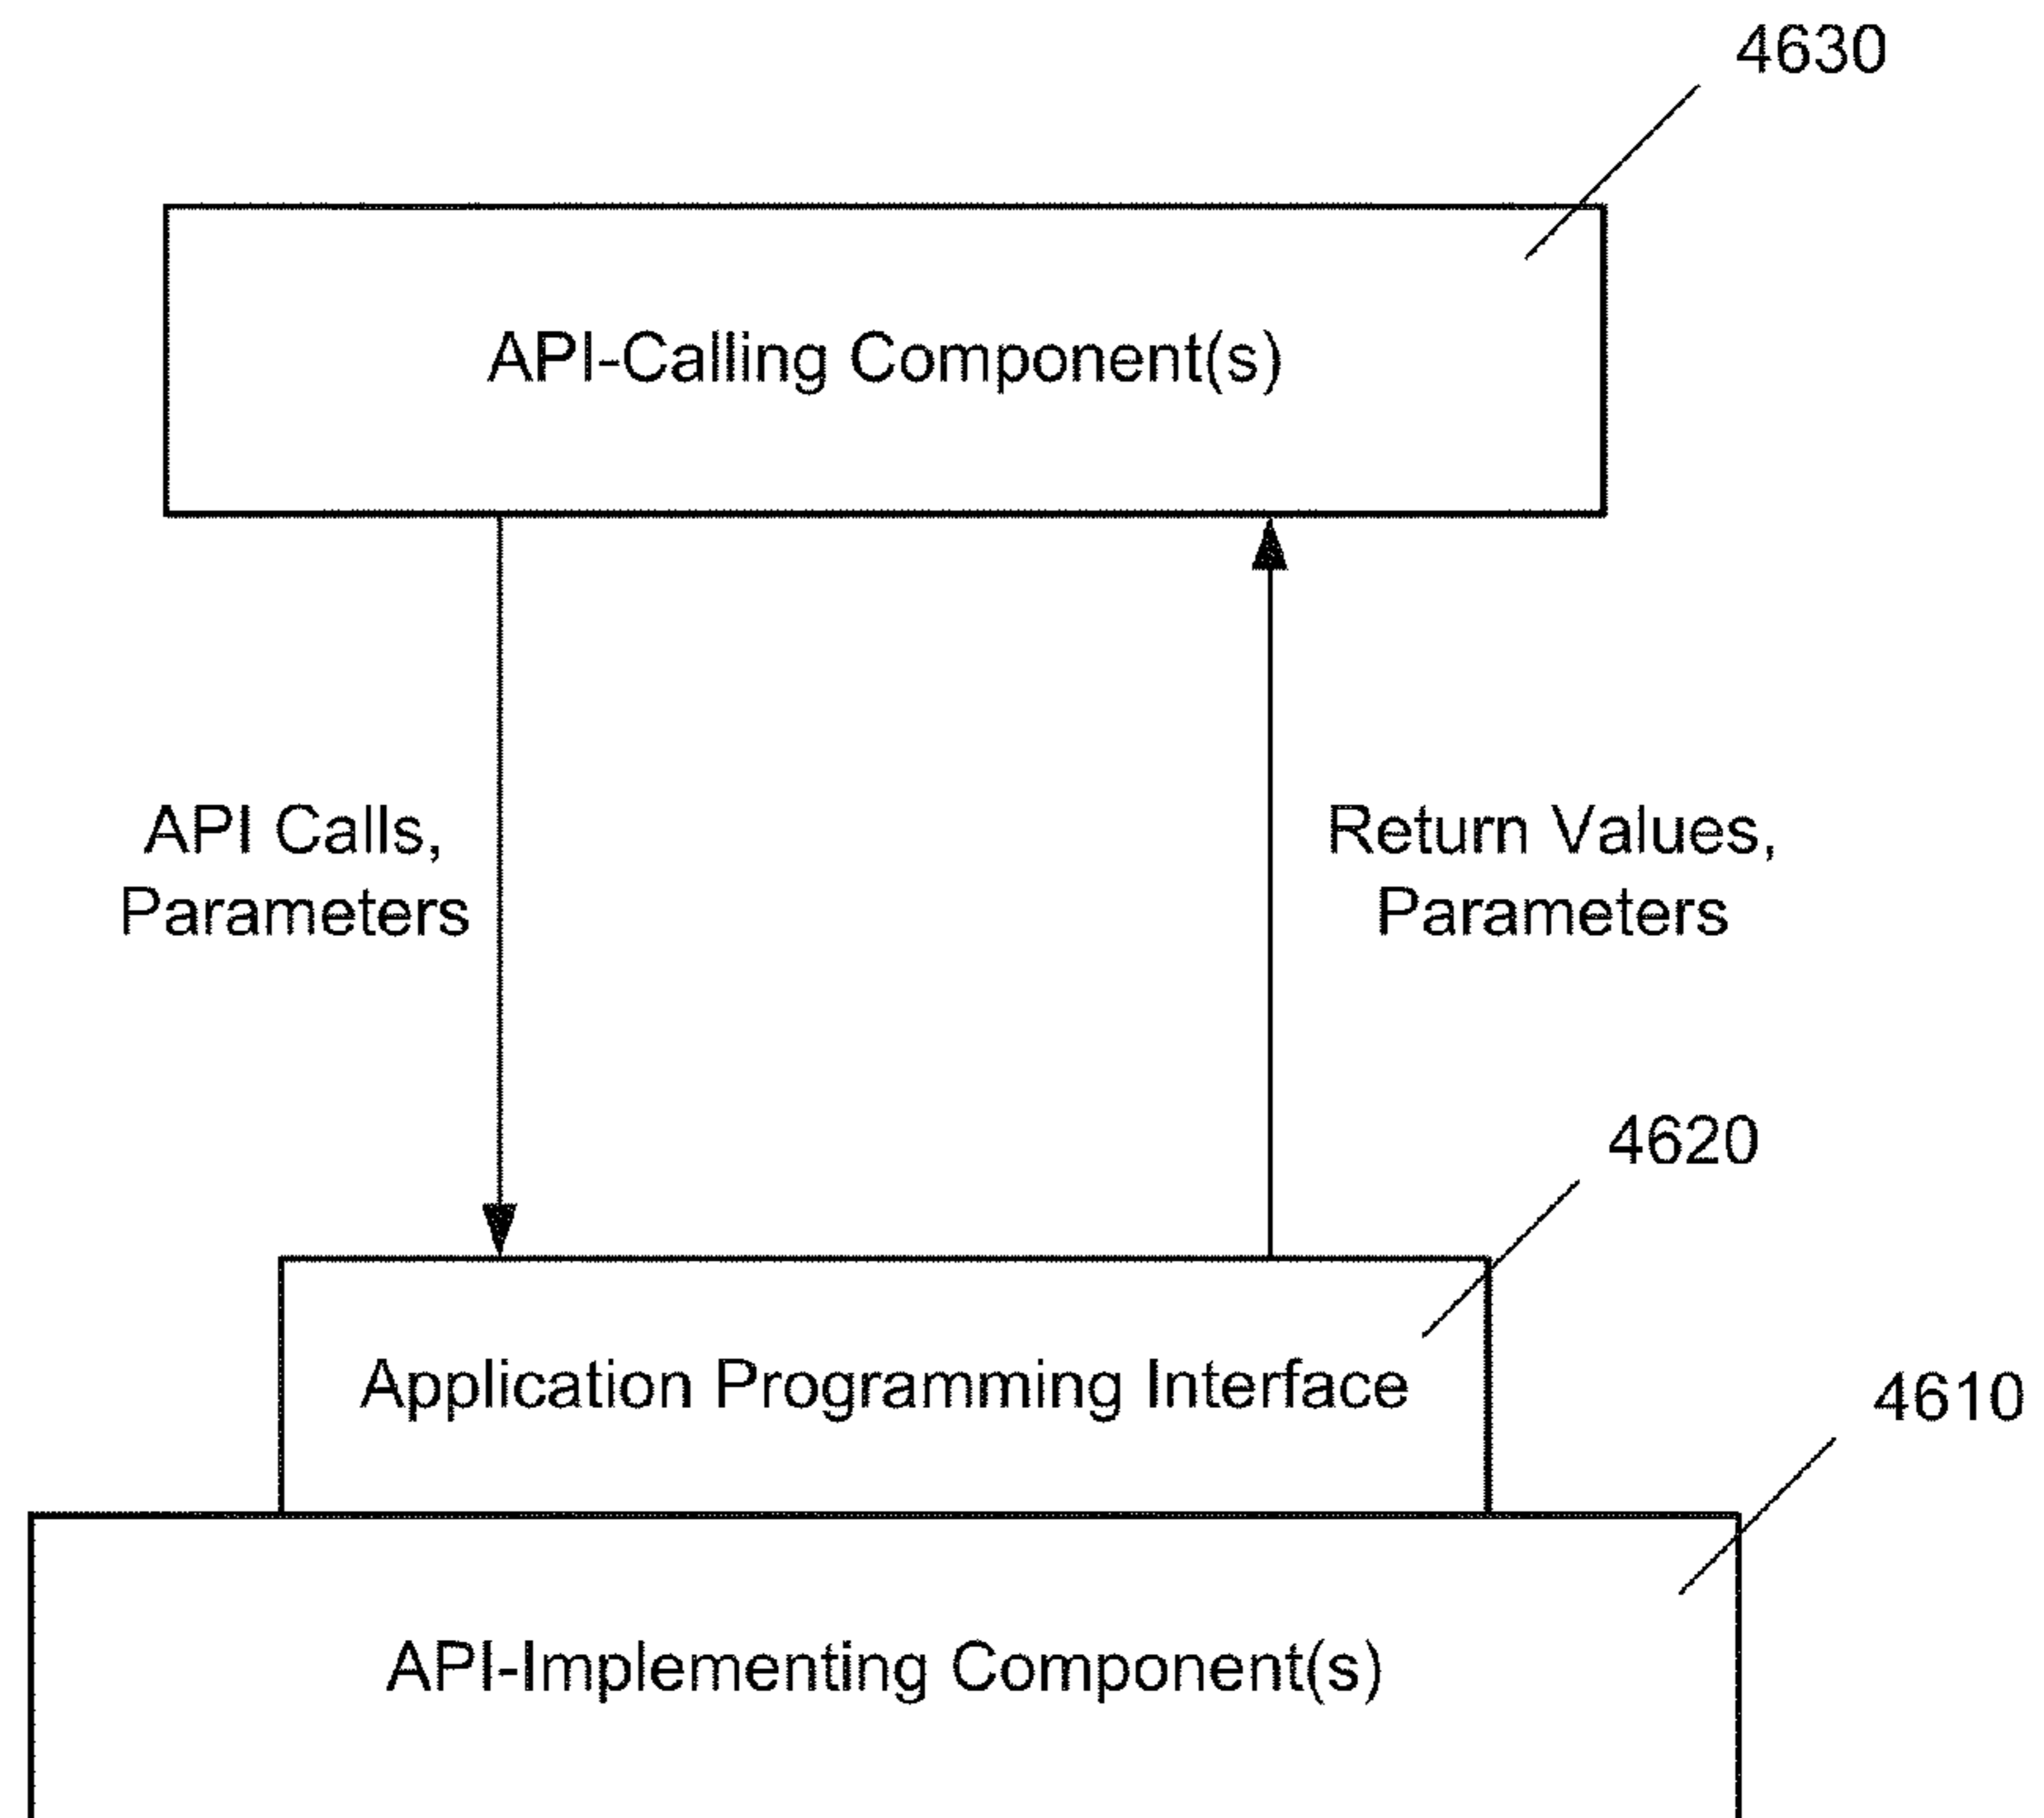 4630
API-Calling Component(s)
API Calls,
Parameters
Return Values,
Parameters
4620
Application Programming Interface
4610
API-Implementing Component(s)